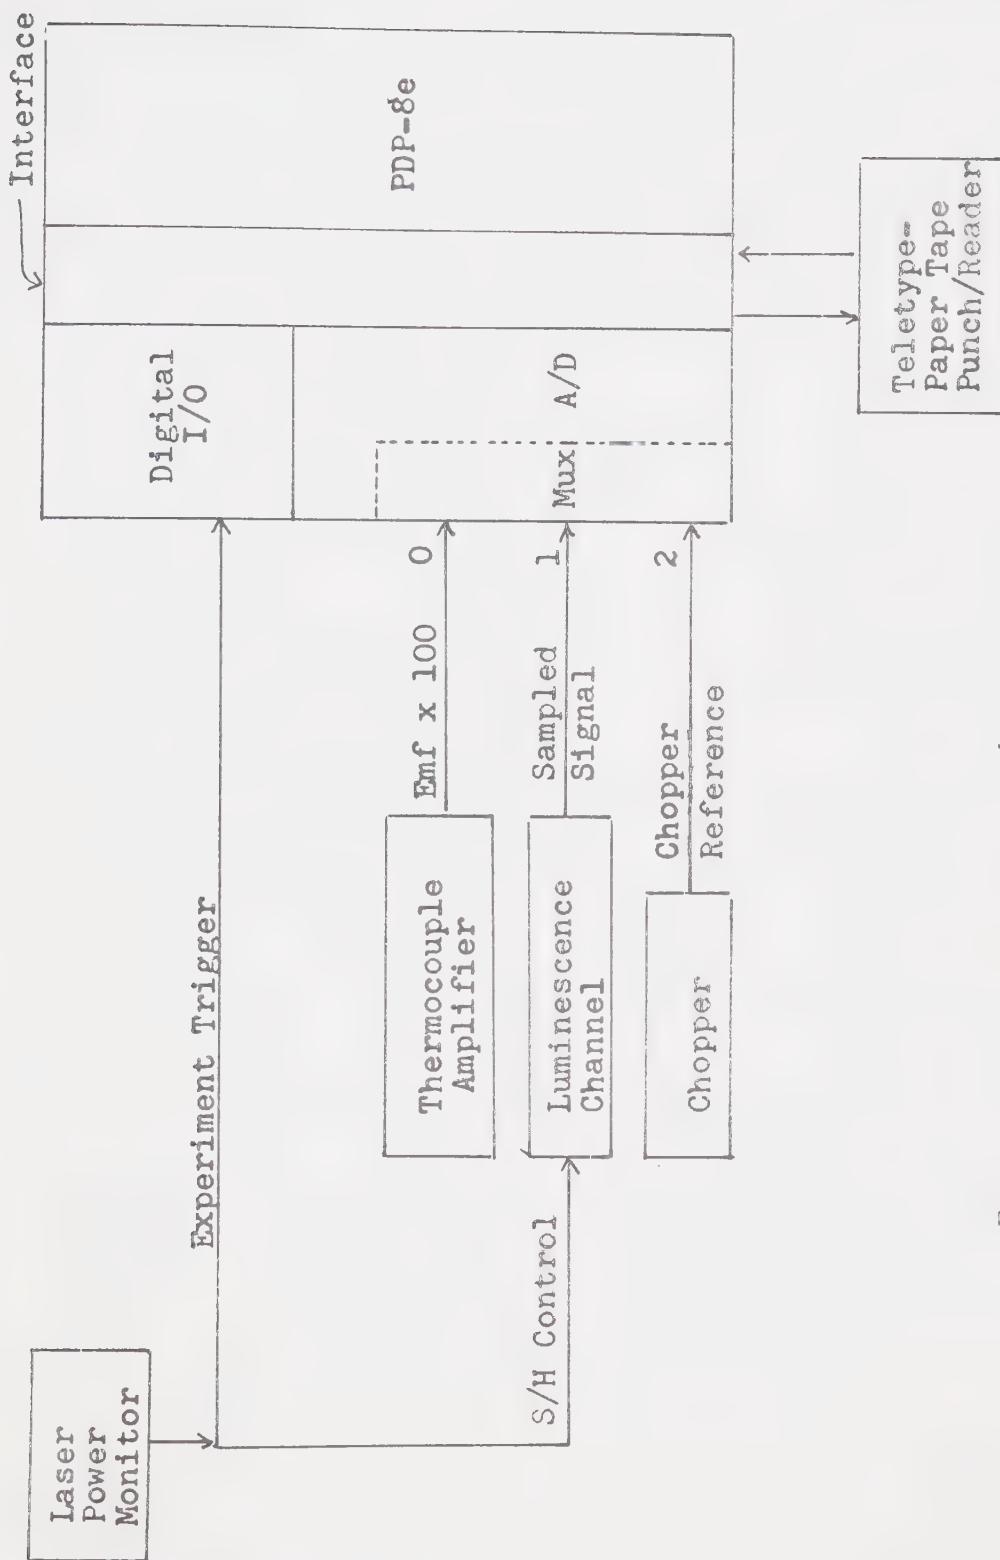 Laser
Power
Monitor
Experiment Trigger
S/H Control
Thermocouple
Amplifier
Luminescence
Channel
Chopper
Emf x 100
Sampled
Signal
Chopper
Reference
0
1
2
Digital
I/O
Mux
A/D
Interface
PDP-8e
Teletype-
Paper Tape
Punch/Reader